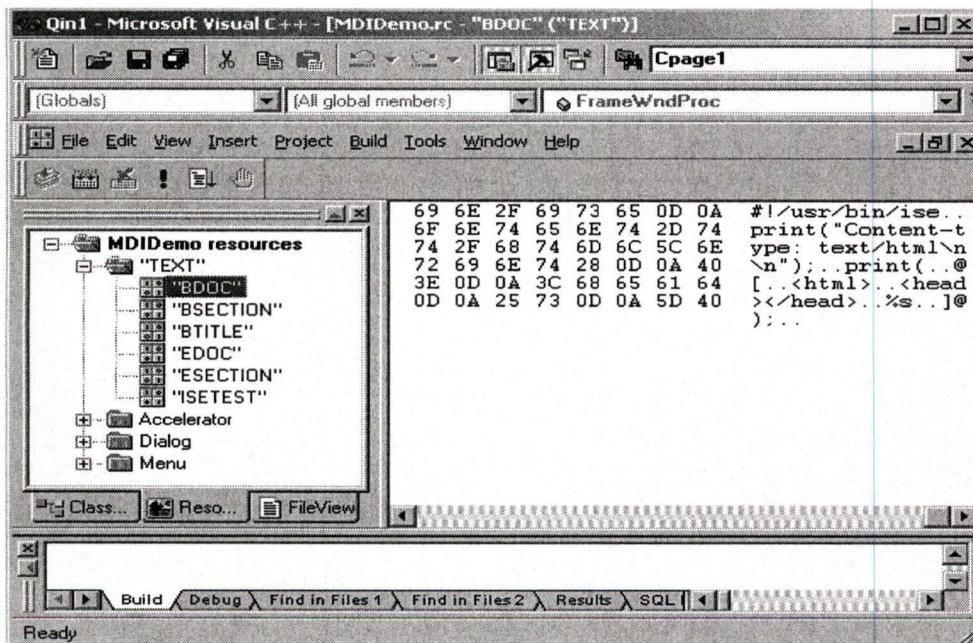 Qin1 - Microsoft Visual C++ - [MDIDemo.rc - "BDOC" ("TEXT")]
Cpage1
(Globals) (All global members) FrameWndProc
File Edit View Insert Project Build Tools Window Help
MDIDemo resources
"TEXT"
"BDOC"
"BSECTION"
"BTITLE"
"EDOC"
"ESECTION"
"ISETEST"
Accelerator
Dialog
Menu
Class... Reso... FileView
69 6E 2F 69 73 65 0D 0A #!/usr/bin/ise..
6F 6E 74 65 6E 74 2D 74 print("Content-t
74 2F 68 74 6D 6C 5C 6E ype: text/html\n
72 69 6E 74 28 0D 0A 40 \n");..print(..@
3E 0D 0A 3C 68 65 61 64 [..<html>..<head
0D 0A 25 73 0D 0A 5D 40 ></head>..%s..]@
);..
Build Debug Find in Files 1 Find in Files 2 Results SQL
Ready